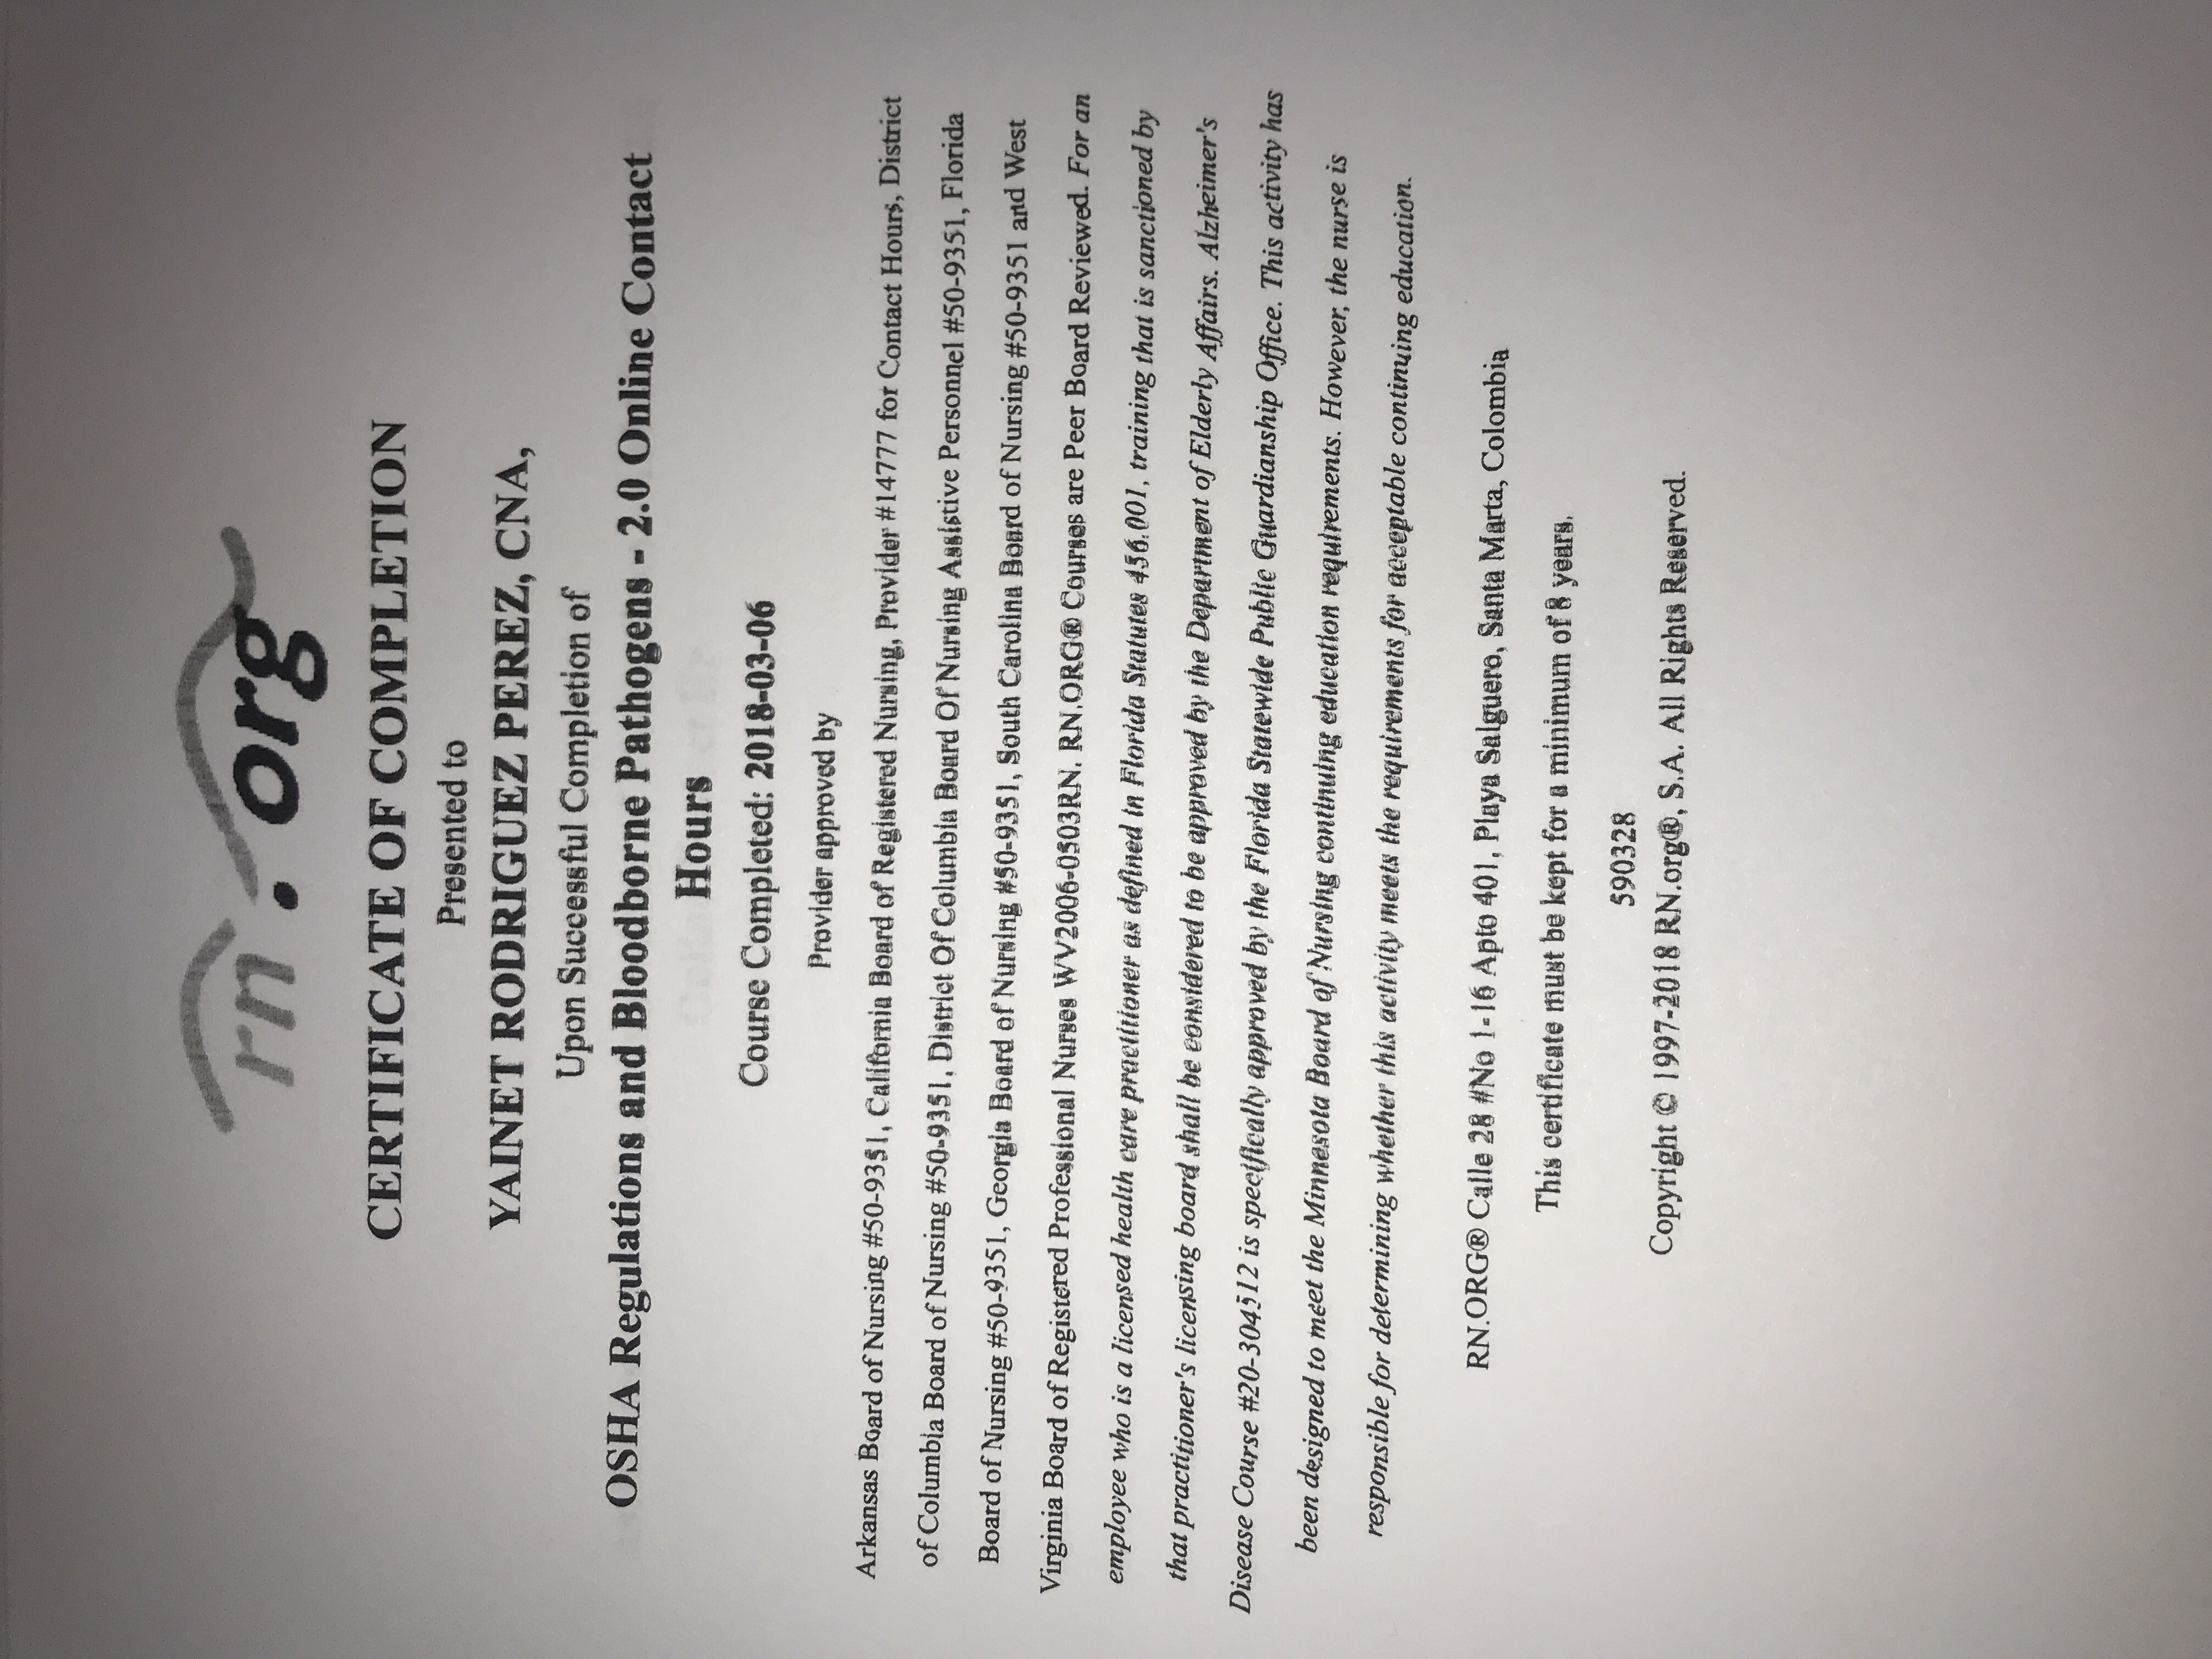 rn.org
CERTIFICATE OF COMPLETION
Presented to
YAINET RODRIGUEZ PEREZ, CNA,
Upon Successful Completion of
OSHA Regulations and Bloodborne Pathogens - 2.0 Online Contact
Hours
Course Completed: 2018-03-06
Provider approved by
Arkansas Board of Nursing #50-9351, California Board of Registered Nursing, Provider #14777 for Contact Hours, District
of Columbia Board of Nursing #50-9351, District Of Columbia Board Of Nursing Assistive Personnel #50-9351, Florida
Board of Nursing #50-9351, Georgia Board of Nursing #50-9351, South Carolina Board of Nursing #50-9351 and West
Virginia Board of Registered Professional Nurses WV2006-0503RN. RN.ORG® Courses are Peer Board Reviewed. For an
employee who is a licensed health care practitioner as defined in Florida Statutes 456.001, training that is sanctioned by
that practitioner's licensing board shall be considered to be approved by the Department of Elderly Affairs. Alzheimer's
Disease Course #20-304512 is specifically approved by the Florida Statewide Public Guardianship Office. This activity has
been designed to meet the Minnesota Board of Nursing continuing education requirements. However, the nurse is
responsible for determining whether this activity meets the requirements for acceptable continuing education.
RN.ORG® Calle 28 #No 1-16 Apto 401, Playa Salguero, Santa Marta, Colombia
This certificate must be kept for a minimum of 8 years.
590328
Copyright © 1997-2018 RN.org®, S.A. All Rights Reserved.